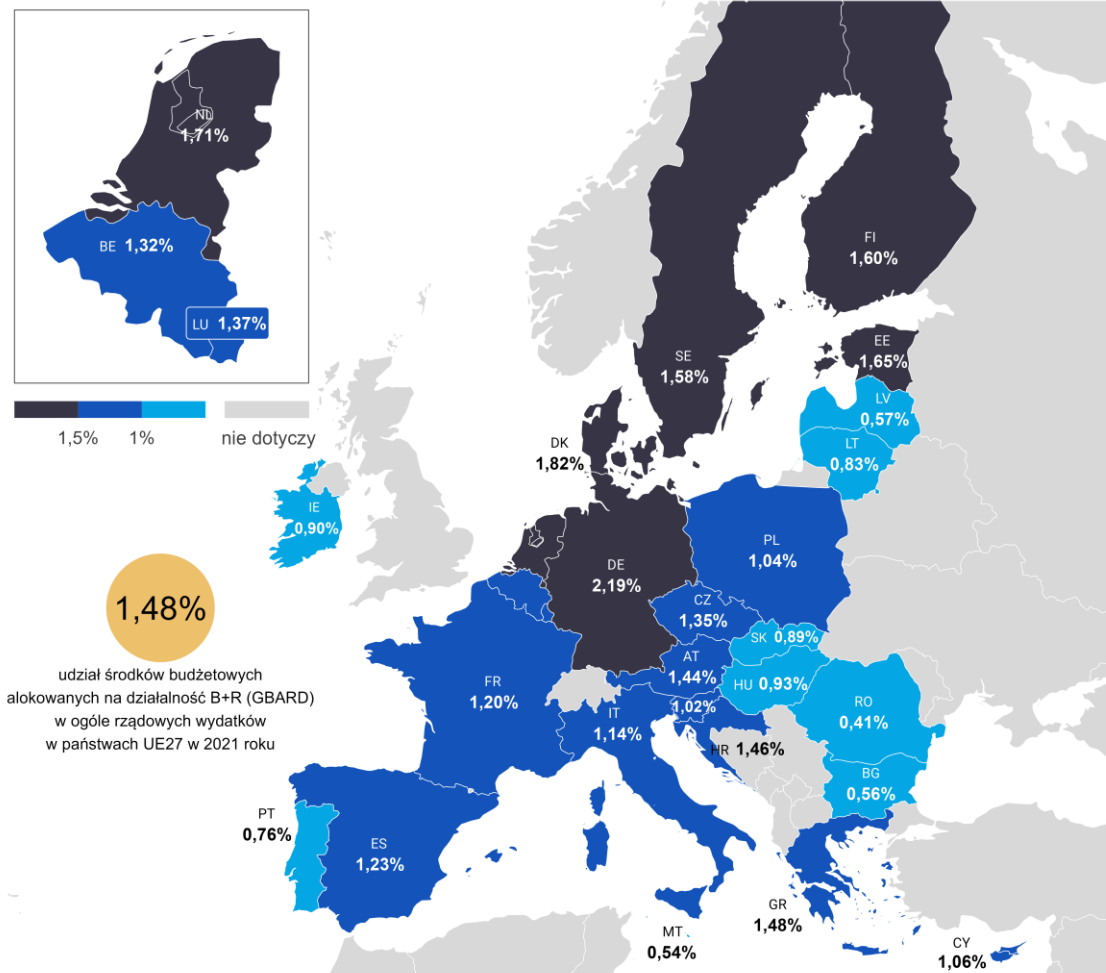 NL
1,71%
BE 1,32%
LU 1,37%
1,5% 1% nie dotyczy
FI
1,60%
SE
1,58%
EE
1,65%
LV
0,57%
LT
0,83%
DK
1,82%
IE
0,90%
PL
1,04%
DE
2,19%
CZ
1,35%
SK 0,89%
AT
1,44%
HU 0,93%
FR
1,20%
1,02%
IT
1,14%
RO
0,41%
HR 1,46%
BG
0,56%
PT
0,76%
ES
1,23%
GR
1,48%
MT
0,54%
CY
1,06%
1,48%
udział środków budżetowych
alokowanych na działalność B+R (GBARD)
w ogóle rządowych wydatków
w państwach UE27 w 2021 roku